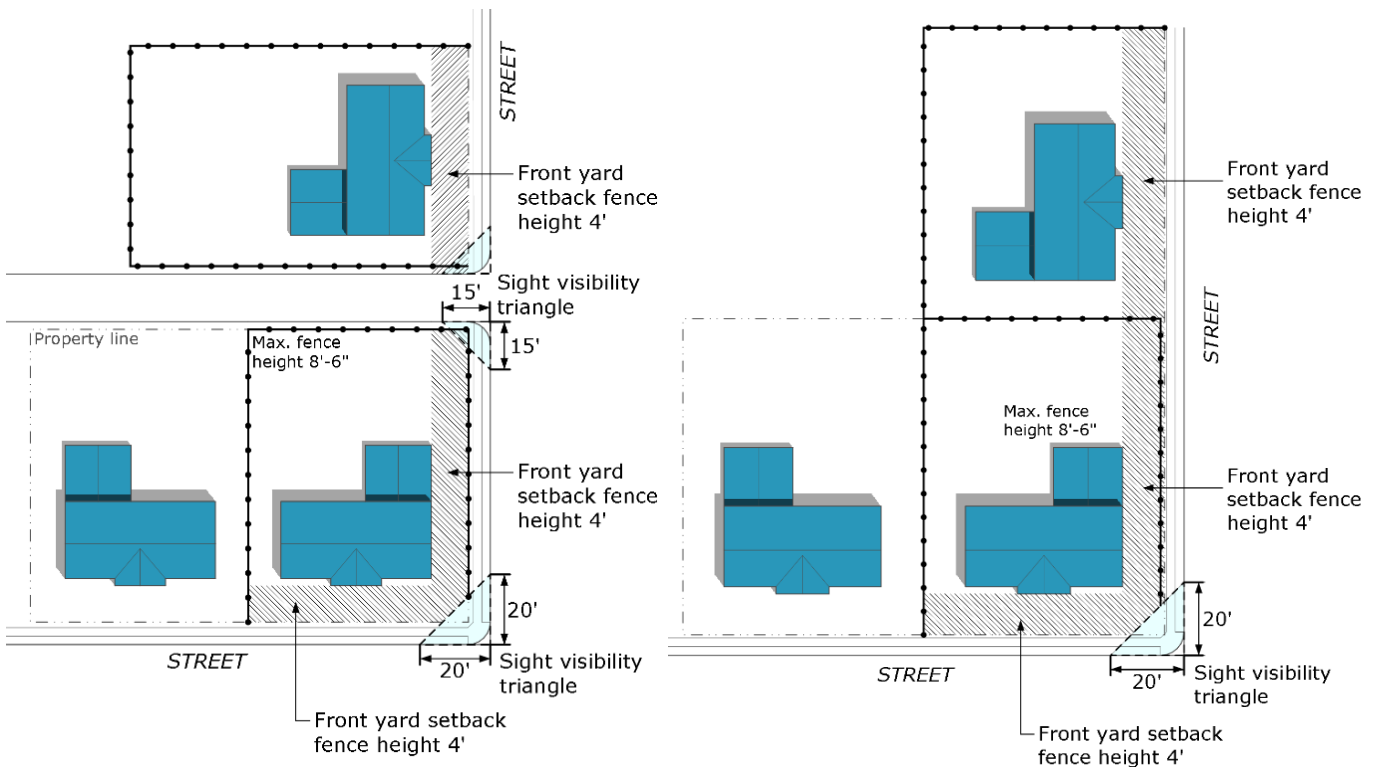 STREET
Front yard
setback fence
height 4'
Sight visibility
triangle
15'
15'
Property line
Max. fence
height 8'-6"
Front yard
setback fence
height 4'
20'
20'
STREET
Sight visibility
triangle
Front yard setback
fence height 4'
Front yard
setback fence
height 4'
STREET
Max. fence
height 8'-6"
Front yard
setback fence
height 4'
20'
20'
STREET
Sight visibility
triangle
Front yard setback
fence height 4'